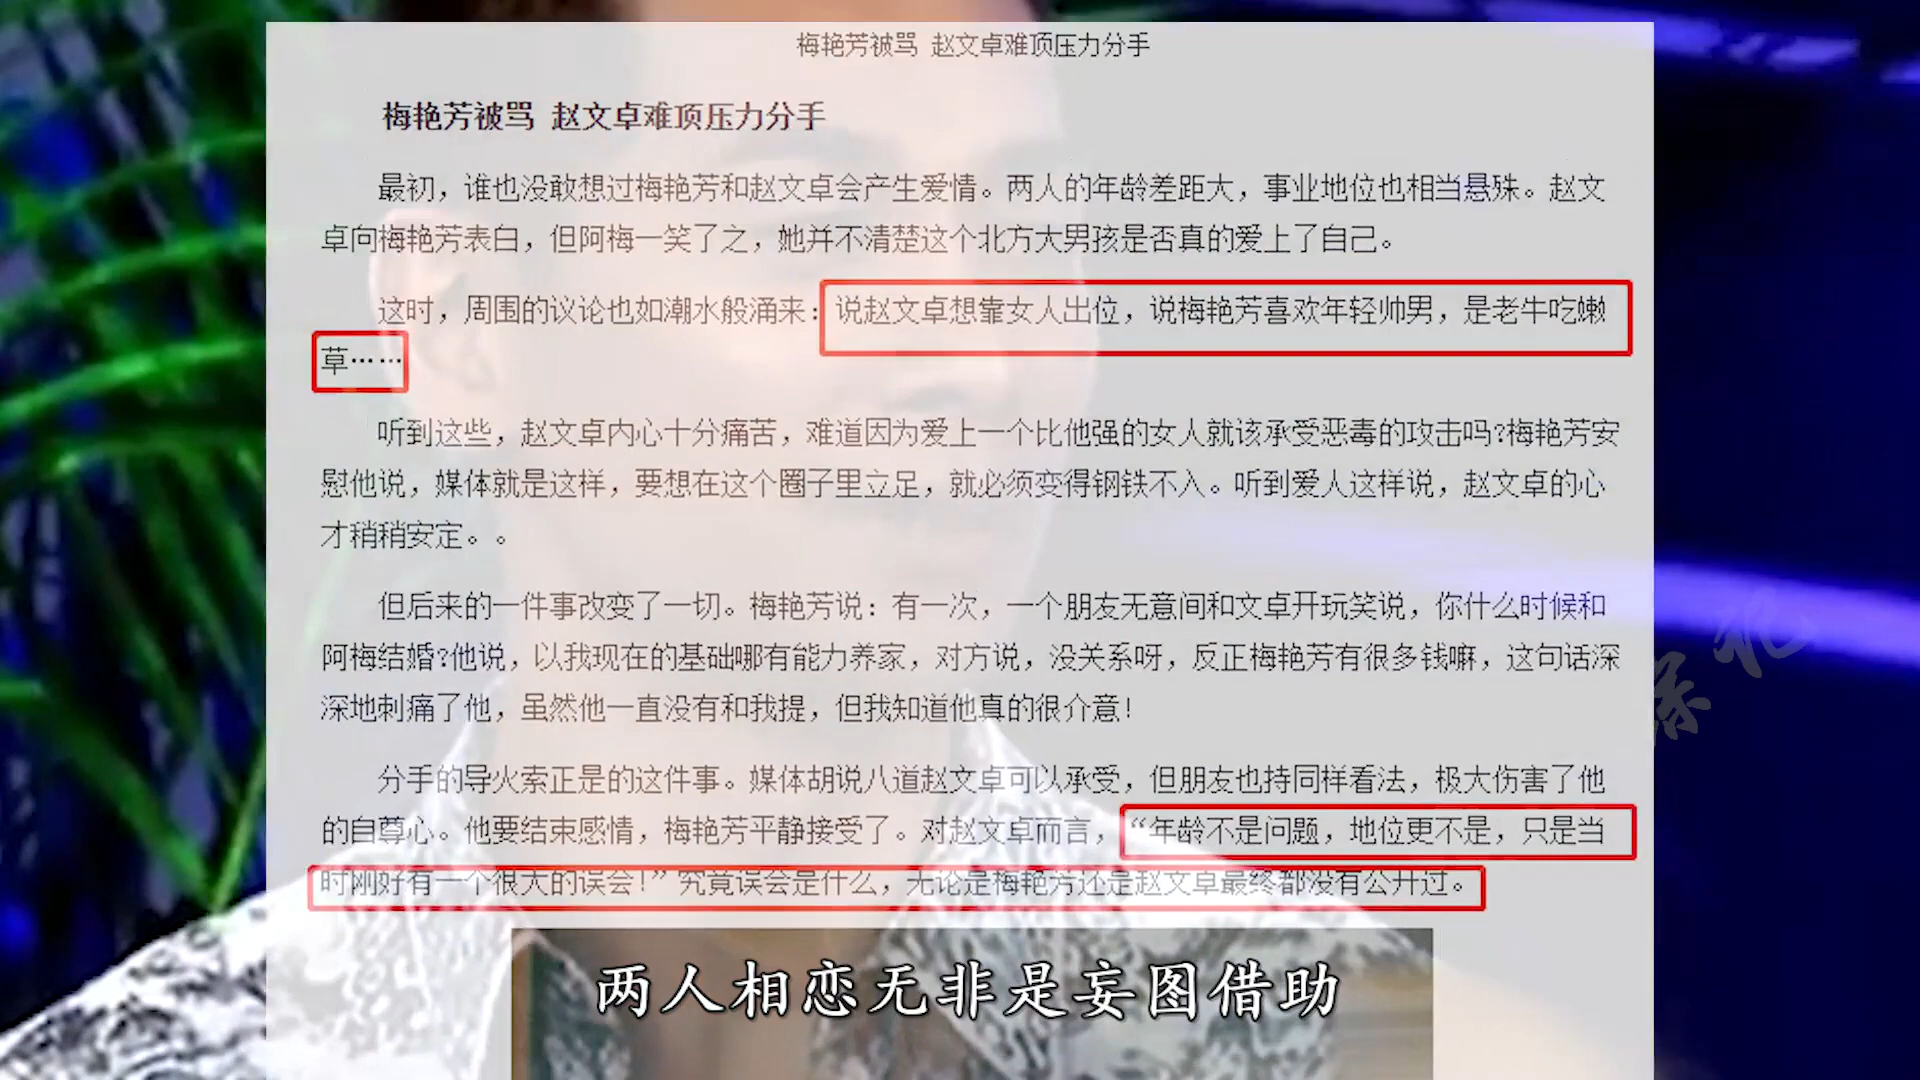 梅艳芳被骂 赵文卓难顶压力分手
梅艳芳被骂 赵文卓难顶压力分手
最初，谁也没敢想过梅艳芳和赵文卓会产生爱情。两人的年龄差距大，事业地位也相当悬殊。赵文
卓向梅艳芳表白，但阿梅一笑了之，她并不清楚这个北方大男孩是否真的爱上了自己。
这时，周围的议论也如潮水般涌来：说赵文卓想靠女人出位，说梅艳芳喜欢年轻帅男，是老牛吃嫩
草……
听到这些，赵文卓内心十分痛苦，难道因为爱上一个比他强的女人就该承受恶毒的攻击吗?梅艳芳安
慰他说，媒体就是这样，要想在这个圈子里立足，就必须变得钢铁不入。听到爱人这样说，赵文卓的心
才稍稍安定。。
但后来的一件事改变了一切。梅艳芳说：有一次，一个朋友无意间和文卓开玩笑说，你什么时候和
阿梅结婚?他说，以我现在的基础哪有能力养家，对方说，没关系呀，反正梅艳芳有很多钱嘛，这句话深
深地刺痛了他，虽然他一直没有和我提，但我知道他真的很介意！
分手的导火索正是的这件事。媒体胡说八道赵文卓可以承受，但朋友也持同样看法，极大伤害了他
的自尊心。他要结束感情，梅艳芳平静接受了。对赵文卓而言，“年龄不是问题，地位更不是，只是当
时刚好有一个很大的误会！”究竟误会是什么，无论是梅艳芳还是赵文卓最终都没有公开过。
两人相恋无非是妄图借助